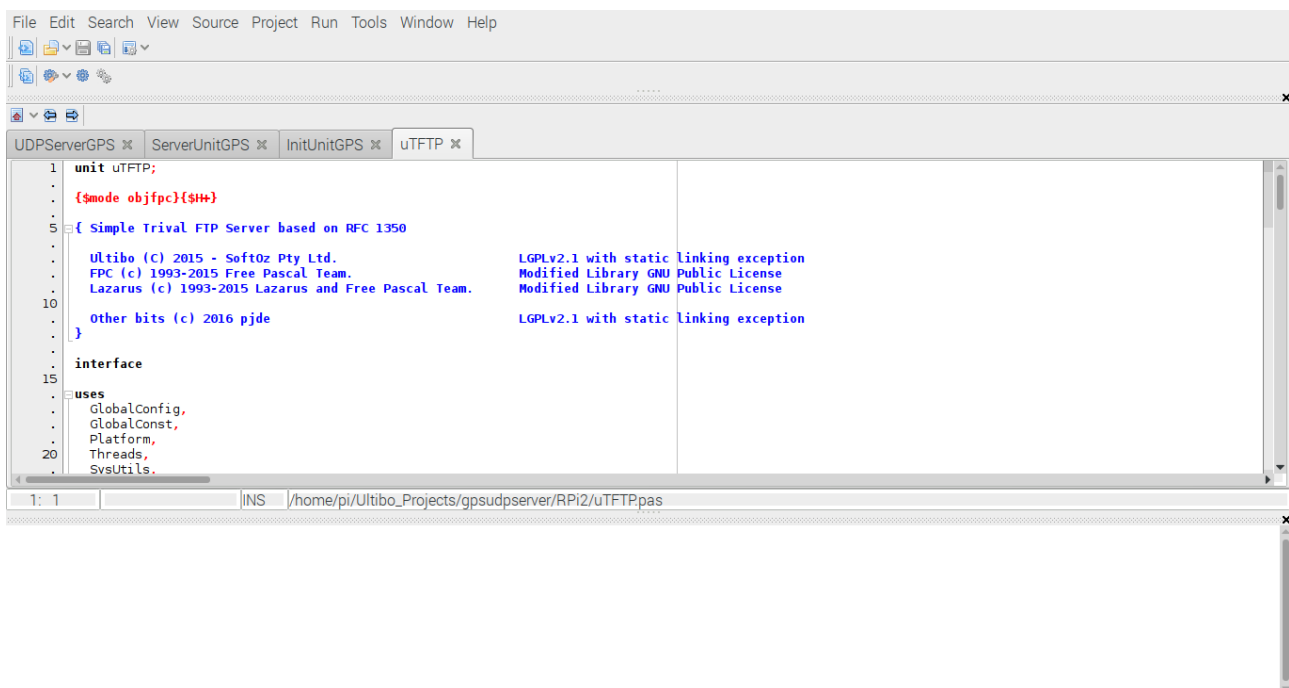 File Edit Search View Source Project Run Tools Window Help
UDPServerGPS ServerUnitGPS InitUnitGPS uTFTP
1 unit uTFTP;
.
. {$mode objfpc}{$H+}
.
5 { Simple Trival FTP Server based on RFC 1350
.
. Ultibo (C) 2015 - SoftOz Pty Ltd. LGPLv2.1 with static linking exception
. FPC (c) 1993-2015 Free Pascal Team. Modified Library GNU Public License
. Lazarus (c) 1993-2015 Lazarus and Free Pascal Team. Modified Library GNU Public License
10
. Other bits (c) 2016 pjde LGPLv2.1 with static linking exception
. }
.
. interface
15
. uses
. GlobalConfig,
. GlobalConst,
. Platform,
20 Threads,
. SysUtils,
1: 1 INS /home/pi/Ultibo_Projects/gpsudpserver/RPi2/uTFTP.pas